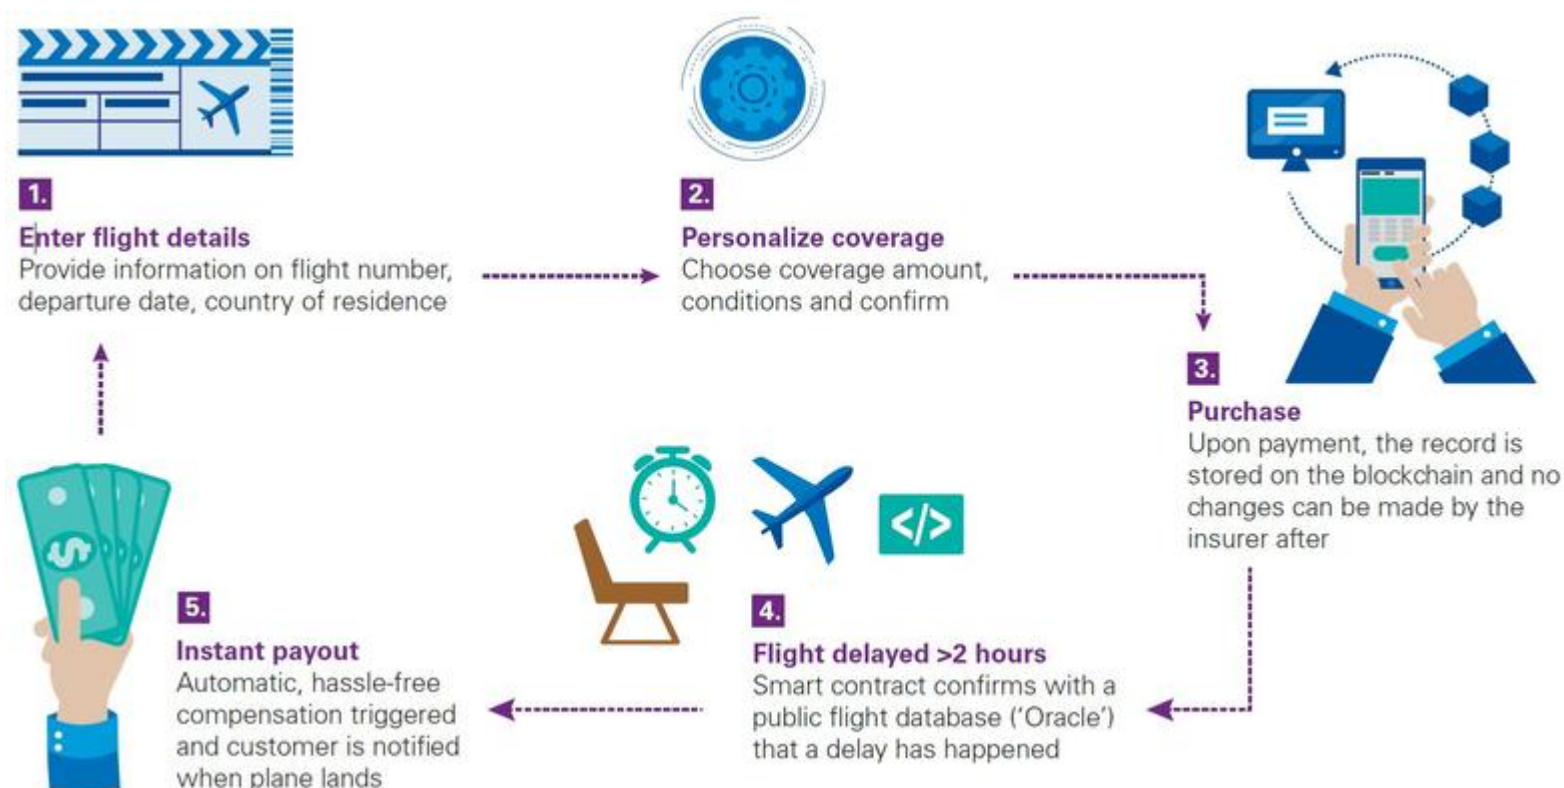 1.
Enter flight details
Provide information on flight number,
departure date, country of residence
2.
Personalize coverage
Choose coverage amount,
conditions and confirm
3.
Purchase
Upon payment, the record is
stored on the blockchain and no
changes can be made by the
insurer after
</>
4.
Flight delayed >2 hours
Smart contract confirms with a
public flight database (‘Oracle’)
that a delay has happened
5.
Instant payout
Automatic, hassle-free
compensation triggered
and customer is notified
when plane lands